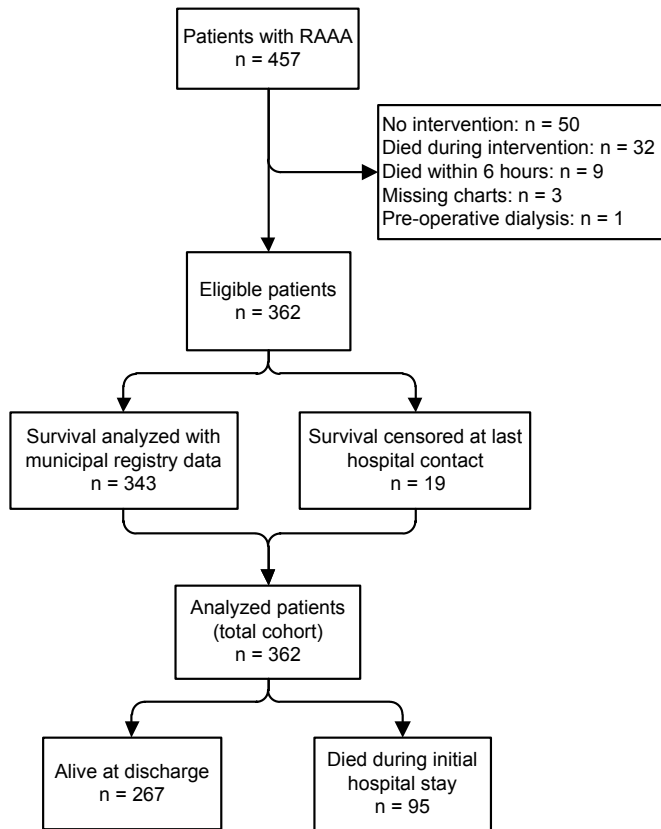 Patients with RAAA
n = 457
No intervention: n = 50
Died during intervention: n = 32
Died within 6 hours: n = 9
Missing charts: n = 3
Pre-operative dialysis: n = 1
Eligible patients
n = 362
Survival analyzed with
municipal registry data
n = 343
Survival censored at last
hospital contact
n = 19
Analyzed patients
(total cohort)
n = 362
Alive at discharge
n = 267
Died during initial
hospital stay
n = 95